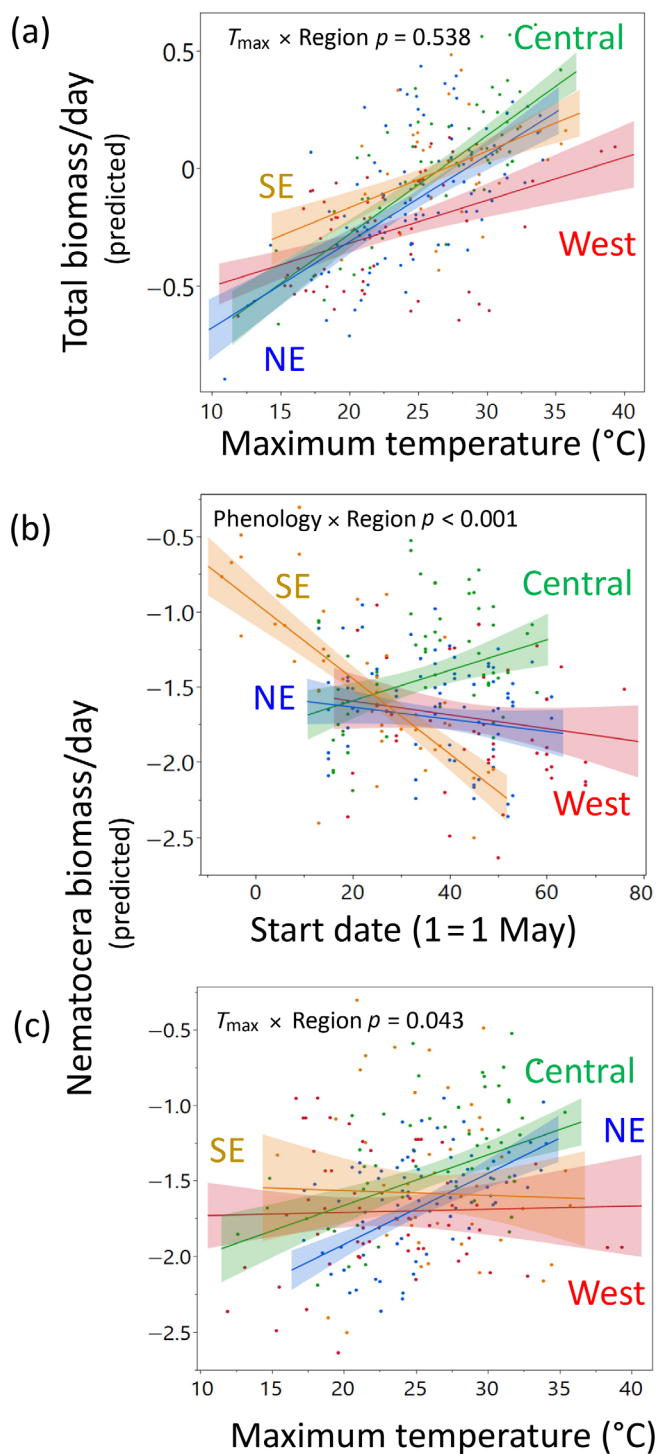 (a)
Total biomass/day
(predicted)
Tmax × Region p = 0.538
Central
SE
West
NE
0.5
0
−0.5
10 15 20 25 30 35 40
Maximum temperature (°C)
(b)
Nematocera biomass/day
(predicted)
Phenology × Region p < 0.001
SE
Central
NE
West
−0.5
−1.0
−1.5
−2.0
−2.5
0 20 40 60 80
Start date (1 = 1 May)
(c)
Tmax × Region p = 0.043
Central
NE
SE
West
−0.5
−1.0
−1.5
−2.0
−2.5
10 15 20 25 30 35 40
Maximum temperature (°C)